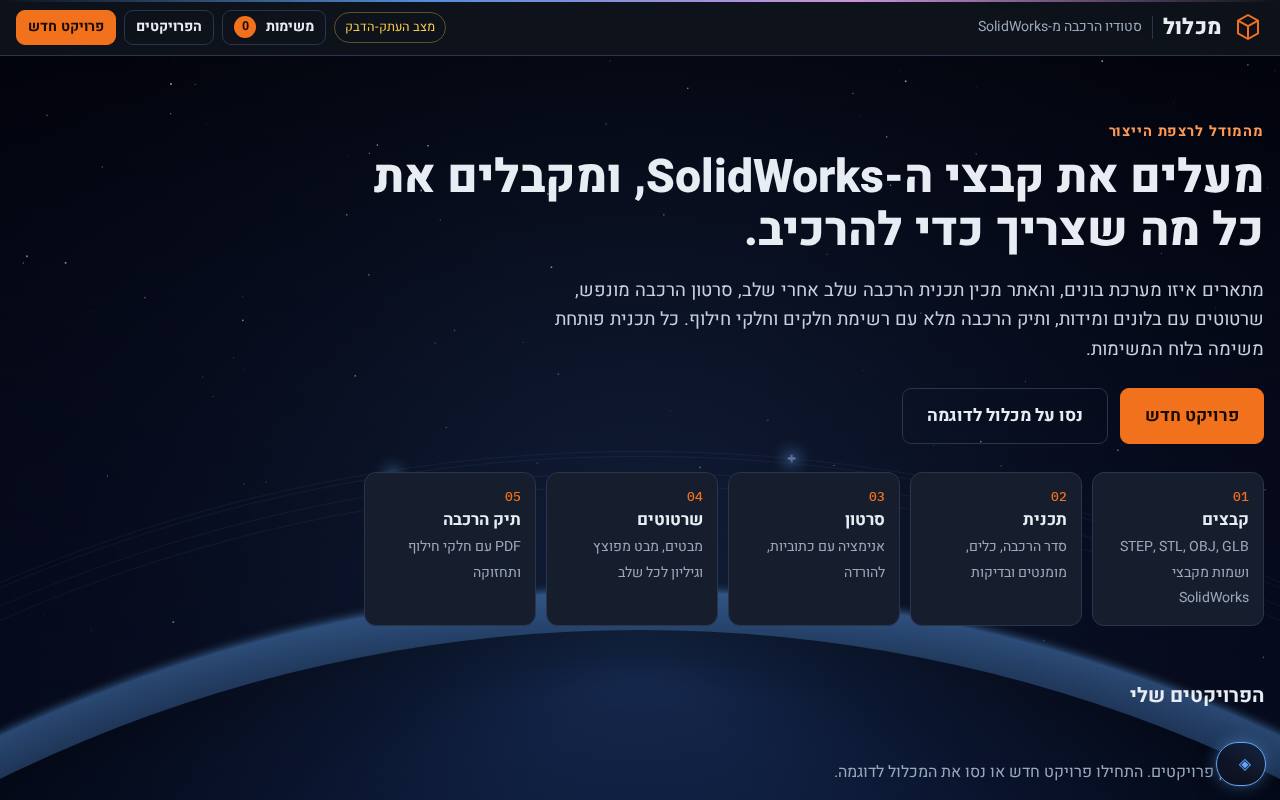 מכלול
סטודיו הרכבה מ-SolidWorks
מצב העתק-הדבק
משימות 0
הפרויקטים
פרויקט חדש
מהמודל לרצפת הייצור
מעלים את קבצי ה-SolidWorks, ומקבלים את
כל מה שצריך כדי להרכיב.
מתארים איזו מערכת בונים, והאתר מכין תכנית הרכבה שלב אחרי שלב, סרטון הרכבה מונפש,
שרטוטים עם בלונים ומידות, ותיק הרכבה מלא עם רשימת חלקים וחלקי חילוף. כל תכנית פותחת
משימה בלוח המשימות.
פרויקט חדש
נסו על מכלול לדוגמה
01
קבצים
STEP, STL, OBJ, GLB
ושמות מקבצי
SolidWorks
02
תכנית
סדר הרכבה, כלים,
מומנטים ובדיקות
03
סרטון
אנימציה עם כתוביות,
להורדה
04
שרטוטים
מבטים, מבט מפוצץ
וגיליון לכל שלב
05
תיק הרכבה
PDF עם חלקי חילוף
ותחזוקה
הפרויקטים שלי
פרויקטים. התחילו פרויקט חדש או נסו את המכלול לדוגמה.